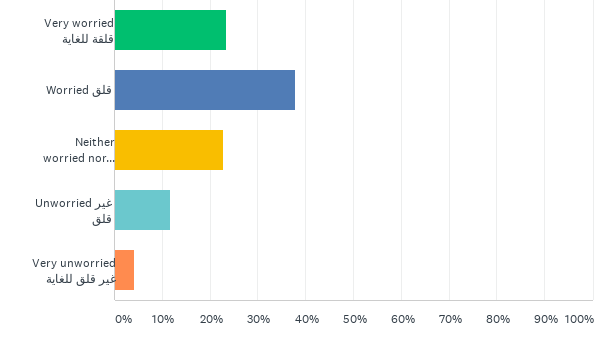 Very worried
قلقة للغاية
Worried قلق
Neither
worried nor...
Unworried غير
قلق
Very unworried
غير قلق للغاية
0% 10% 20% 30% 40% 50% 60% 70% 80% 90% 100%